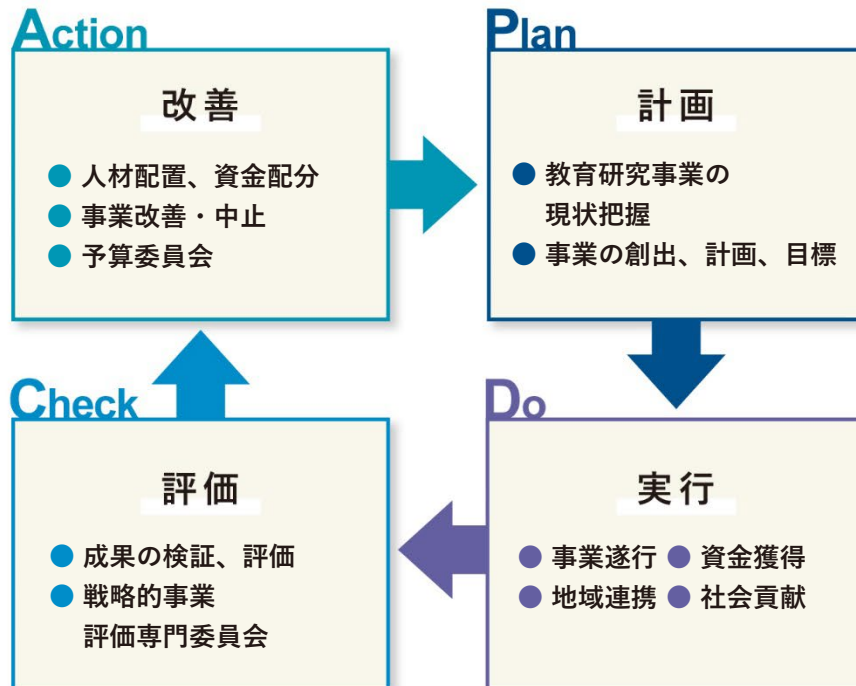 Action
改善
● 人材配置、資金配分
● 事業改善・中止
● 予算委員会
Plan
計画
● 教育研究事業の
現状把握
● 事業の創出、計画、目標
Check
評価
● 成果の検証、評価
● 戦略的事業
評価専門委員会
Do
実行
● 事業遂行 ● 資金獲得
● 地域連携 ● 社会貢献